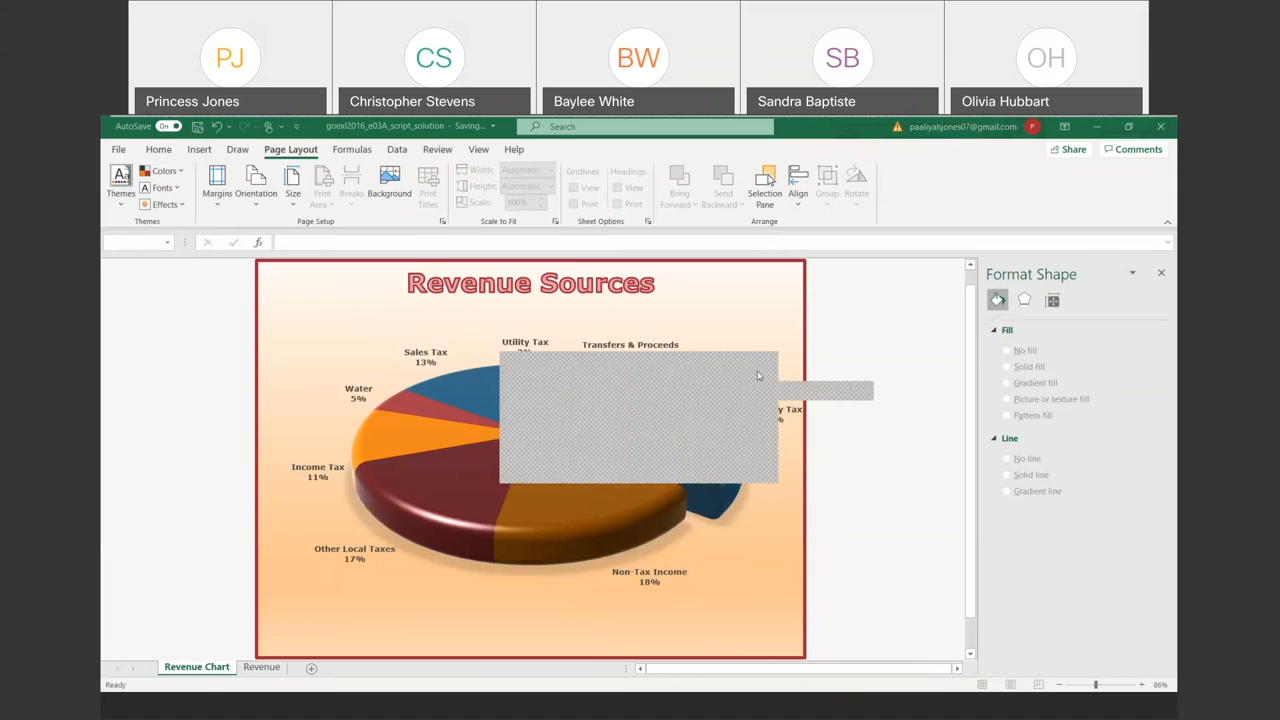 PJ
CS
BW
SB
OH
Princess Jones
Christopher Stevens
Baylee White
Sandra Baptiste
Olivia Hubbart
AutoSave On
goexl2016_e03A_script_solution - Saving...
Search
paaliyahjones07@gmail.com
F
File Home Insert Draw Page Layout Formulas Data Review View Help
Share
Comments
Aa
Themes
Colors
Fonts
Effects
Themes
Margins
Orientation
Size
Print
Area
Breaks
Background
Print
Titles
Page Setup
Width: Automatic
Height: Automatic
Scale: 100%
Scale to Fit
Gridlines
View
Print
Headings
View
Print
Sheet Options
Bring
Forward
Send
Backward
Selection
Pane
Align
Group
Rotate
Arrange
fx
Revenue Sources
Utility Tax
Transfers & Proceeds
Sales Tax
13%
Water
5%
y Tax
%
Income Tax
11%
Other Local Taxes
17%
Non-Tax Income
18%
Format Shape
Fill
No fill
Solid fill
Gradient fill
Picture or texture fill
Pattern fill
Line
No line
Solid line
Gradient line
Revenue Chart
Revenue
Ready
86%